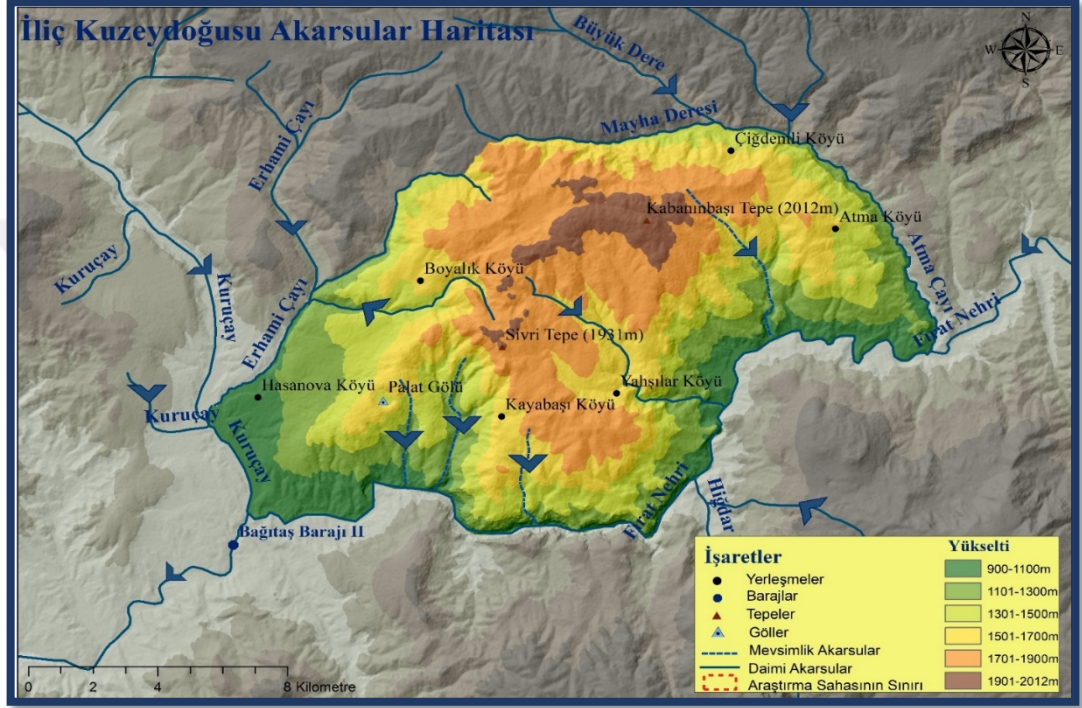 İliç Kuzeydoğusu Akarsular Haritası
N
W
E
S
Büyük Dere
Mayha Deresi
Çiğdemli Köyü
Erhami Çayı
Kabanınbaşı Tepe (2012m)
Atma Köyü
Kuruçay
Kuruçay
Boyalık Köyü
Atma Çayı
Fırat Nehri
Erhami Çayı
Sivri Tepe (1931m)
Hasanova Köyü
Palat Gölü
Yahşılar Köyü
Kuruçay
Kayabaşı Köyü
Kuruçay
Fırat Nehri
Hiğdar
Bağıtaş Barajı II
İşaretler
Yerleşmeler
Barajlar
Tepeler
Göller
Mevsimlik Akarsular
Daimi Akarsular
Araştırma Sahasının Sınırı
Yükselti
900-1100m
1101-1300m
1301-1500m
1501-1700m
1701-1900m
1901-2012m
0 2 4 8 Kilometre